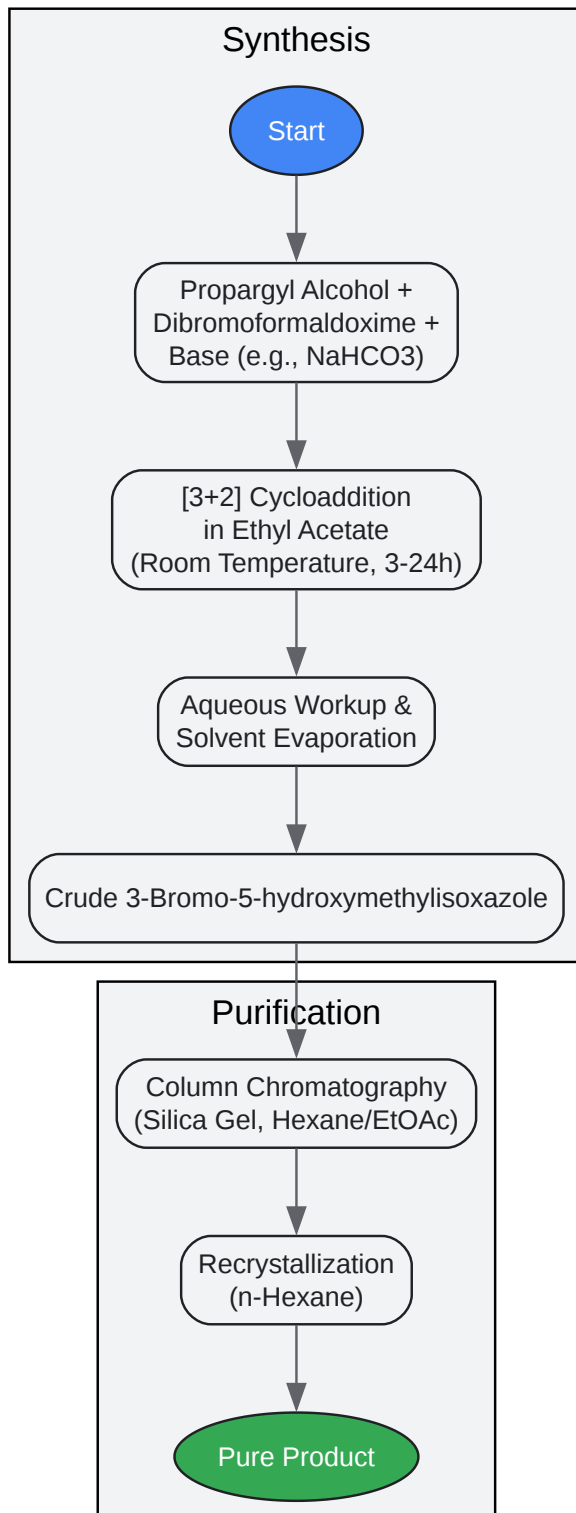 Synthesis
Start
Propargyl Alcohol +
Dibromoformaldoxime +
Base (e.g., NaHCO3)
[3+2] Cycloaddition
in Ethyl Acetate
(Room Temperature, 3-24h)
Aqueous Workup &
Solvent Evaporation
Crude 3-Bromo-5-hydroxymethylisoxazole
Purification
Column Chromatography
(Silica Gel, Hexane/EtOAc)
Recrystallization
(n-Hexane)
Pure Product